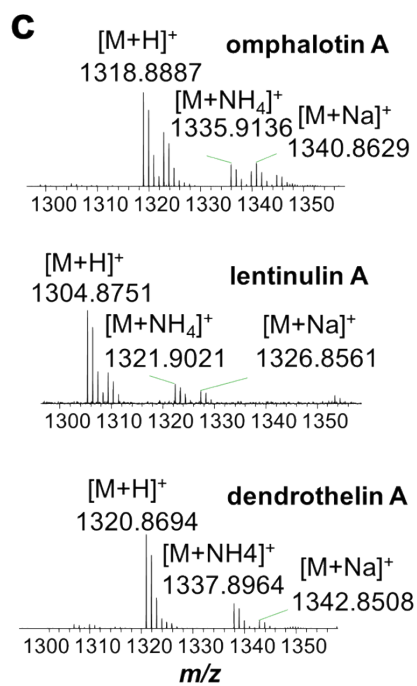 C
omphalotin A
[M+H]⁺
1318.8887
[M+NH₄]⁺
1335.9136
[M+Na]⁺
1340.8629
1300 1310 1320 1330 1340 1350
lentinulin A
[M+H]⁺
1304.8751
[M+NH₄]⁺
1321.9021
[M+Na]⁺
1326.8561
1300 1310 1320 1330 1340 1350
dendrothelin A
[M+H]⁺
1320.8694
[M+NH4]⁺
1337.8964
[M+Na]⁺
1342.8508
1300 1310 1320 1330 1340 1350
m/z